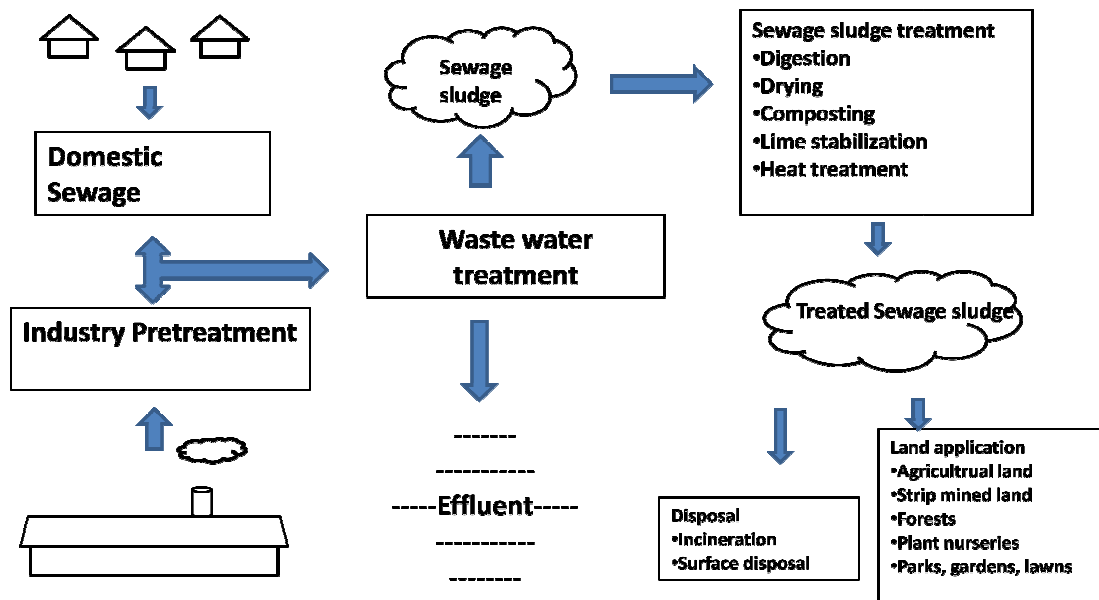 Domestic
Sewage
Industry Pretreatment
Sewage
sludge
Waste water
treatment
-------
----------
-----Effluent-----
----------
-------
Sewage sludge treatment
•Digestion
•Drying
•Composting
•Lime stabilization
•Heat treatment
Treated Sewage sludge
Disposal
•Incineration
•Surface disposal
Land application
•Agricultrual land
•Strip mined land
•Forests
•Plant nurseries
•Parks, gardens, lawns